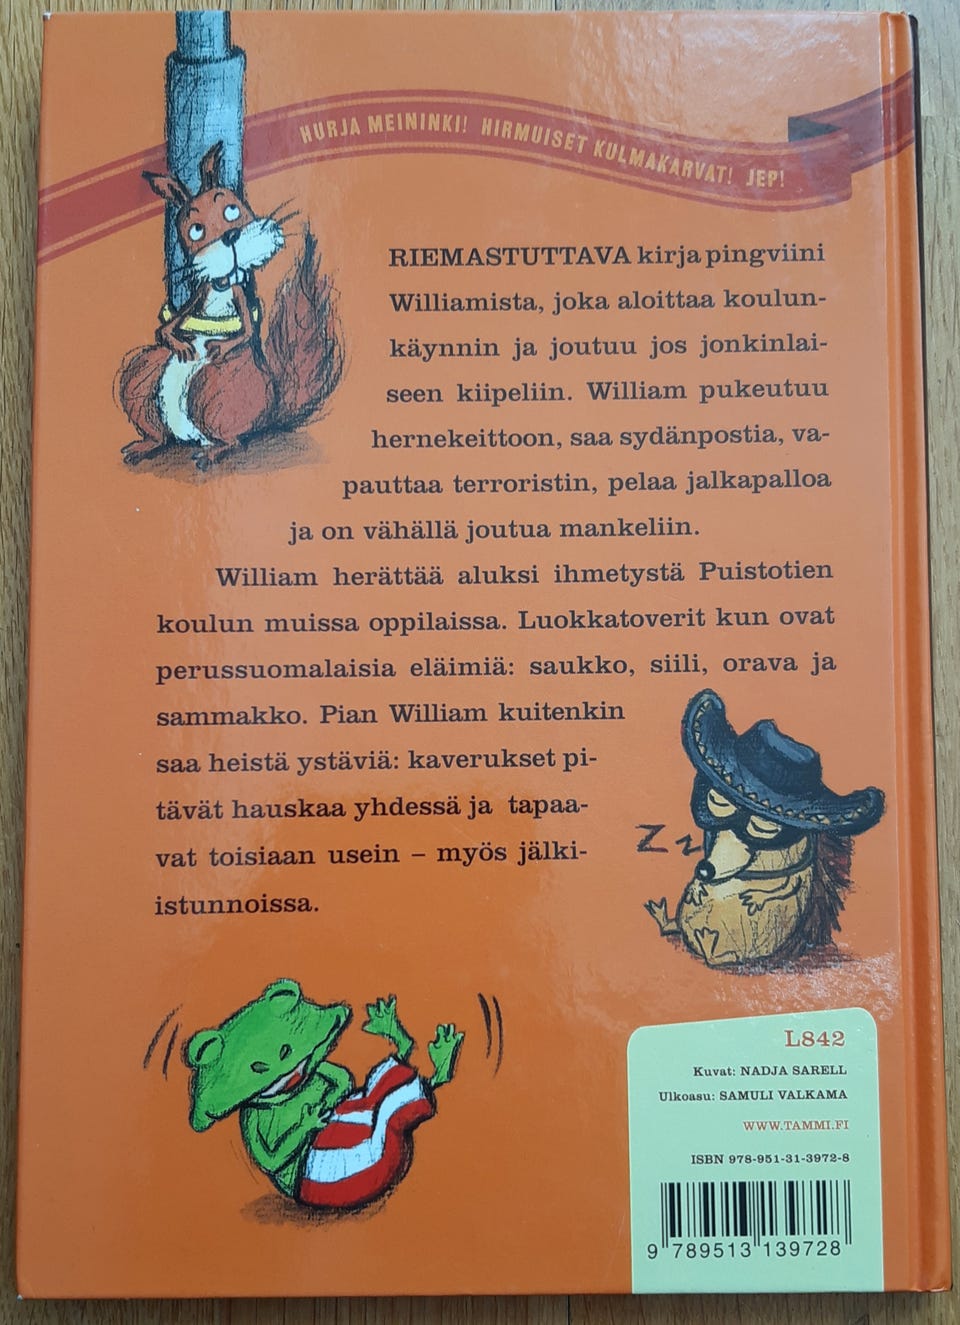 HURJA MEININKI! HIRMUISET KULMAKARVAT! JEP!
RIEMASTUTTAVA kirja pingviini
Williamista, joka aloittaa koulun-
käynnin ja joutuu jos jonkinlai-
seen kiipeliin. William pukeutuu
hernekeittoon, saa sydänpostia, va-
pauttaa terroristin, pelaa jalkapalloa
ja on vähällä joutua mankeliin.
William herättää aluksi ihmetystä Puistotien
koulun muissa oppilaissa. Luokkatoverit kun ovat
perussuomalaisia eläimiä: saukko, siili, orava ja
sammakko. Pian William kuitenkin
saa heistä ystäviä: kaverukset pi-
tävät hauskaa yhdessä ja tapaa-
vat toisiaan usein – myös jälki-
istunnoissa.
Z Z
L842
Kuvat: NADJA SARELL
Ulkoasu: SAMULI VALKAMA
WWW.TAMMI.FI
ISBN 978-951-31-3972-8
9 789513 139728